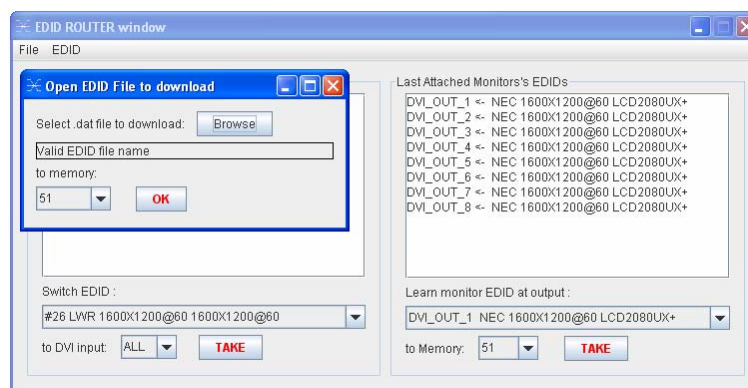 EDID ROUTER window
File EDID
Open EDID File to download
Select .dat file to download: Browse
Valid EDID file name
to memory:
51 OK
Switch EDID :
#26 LWR 1600X1200@60 1600X1200@60
to DVI input: ALL TAKE
Last Attached Monitors's EDIDs
DVI_OUT_1 <- NEC 1600X1200@60 LCD2080UX+
DVI_OUT_2 <- NEC 1600X1200@60 LCD2080UX+
DVI_OUT_3 <- NEC 1600X1200@60 LCD2080UX+
DVI_OUT_4 <- NEC 1600X1200@60 LCD2080UX+
DVI_OUT_5 <- NEC 1600X1200@60 LCD2080UX+
DVI_OUT_6 <- NEC 1600X1200@60 LCD2080UX+
DVI_OUT_7 <- NEC 1600X1200@60 LCD2080UX+
DVI_OUT_8 <- NEC 1600X1200@60 LCD2080UX+
Learn monitor EDID at output :
DVI_OUT_1 NEC 1600X1200@60 LCD2080UX+
to Memory: 51 TAKE